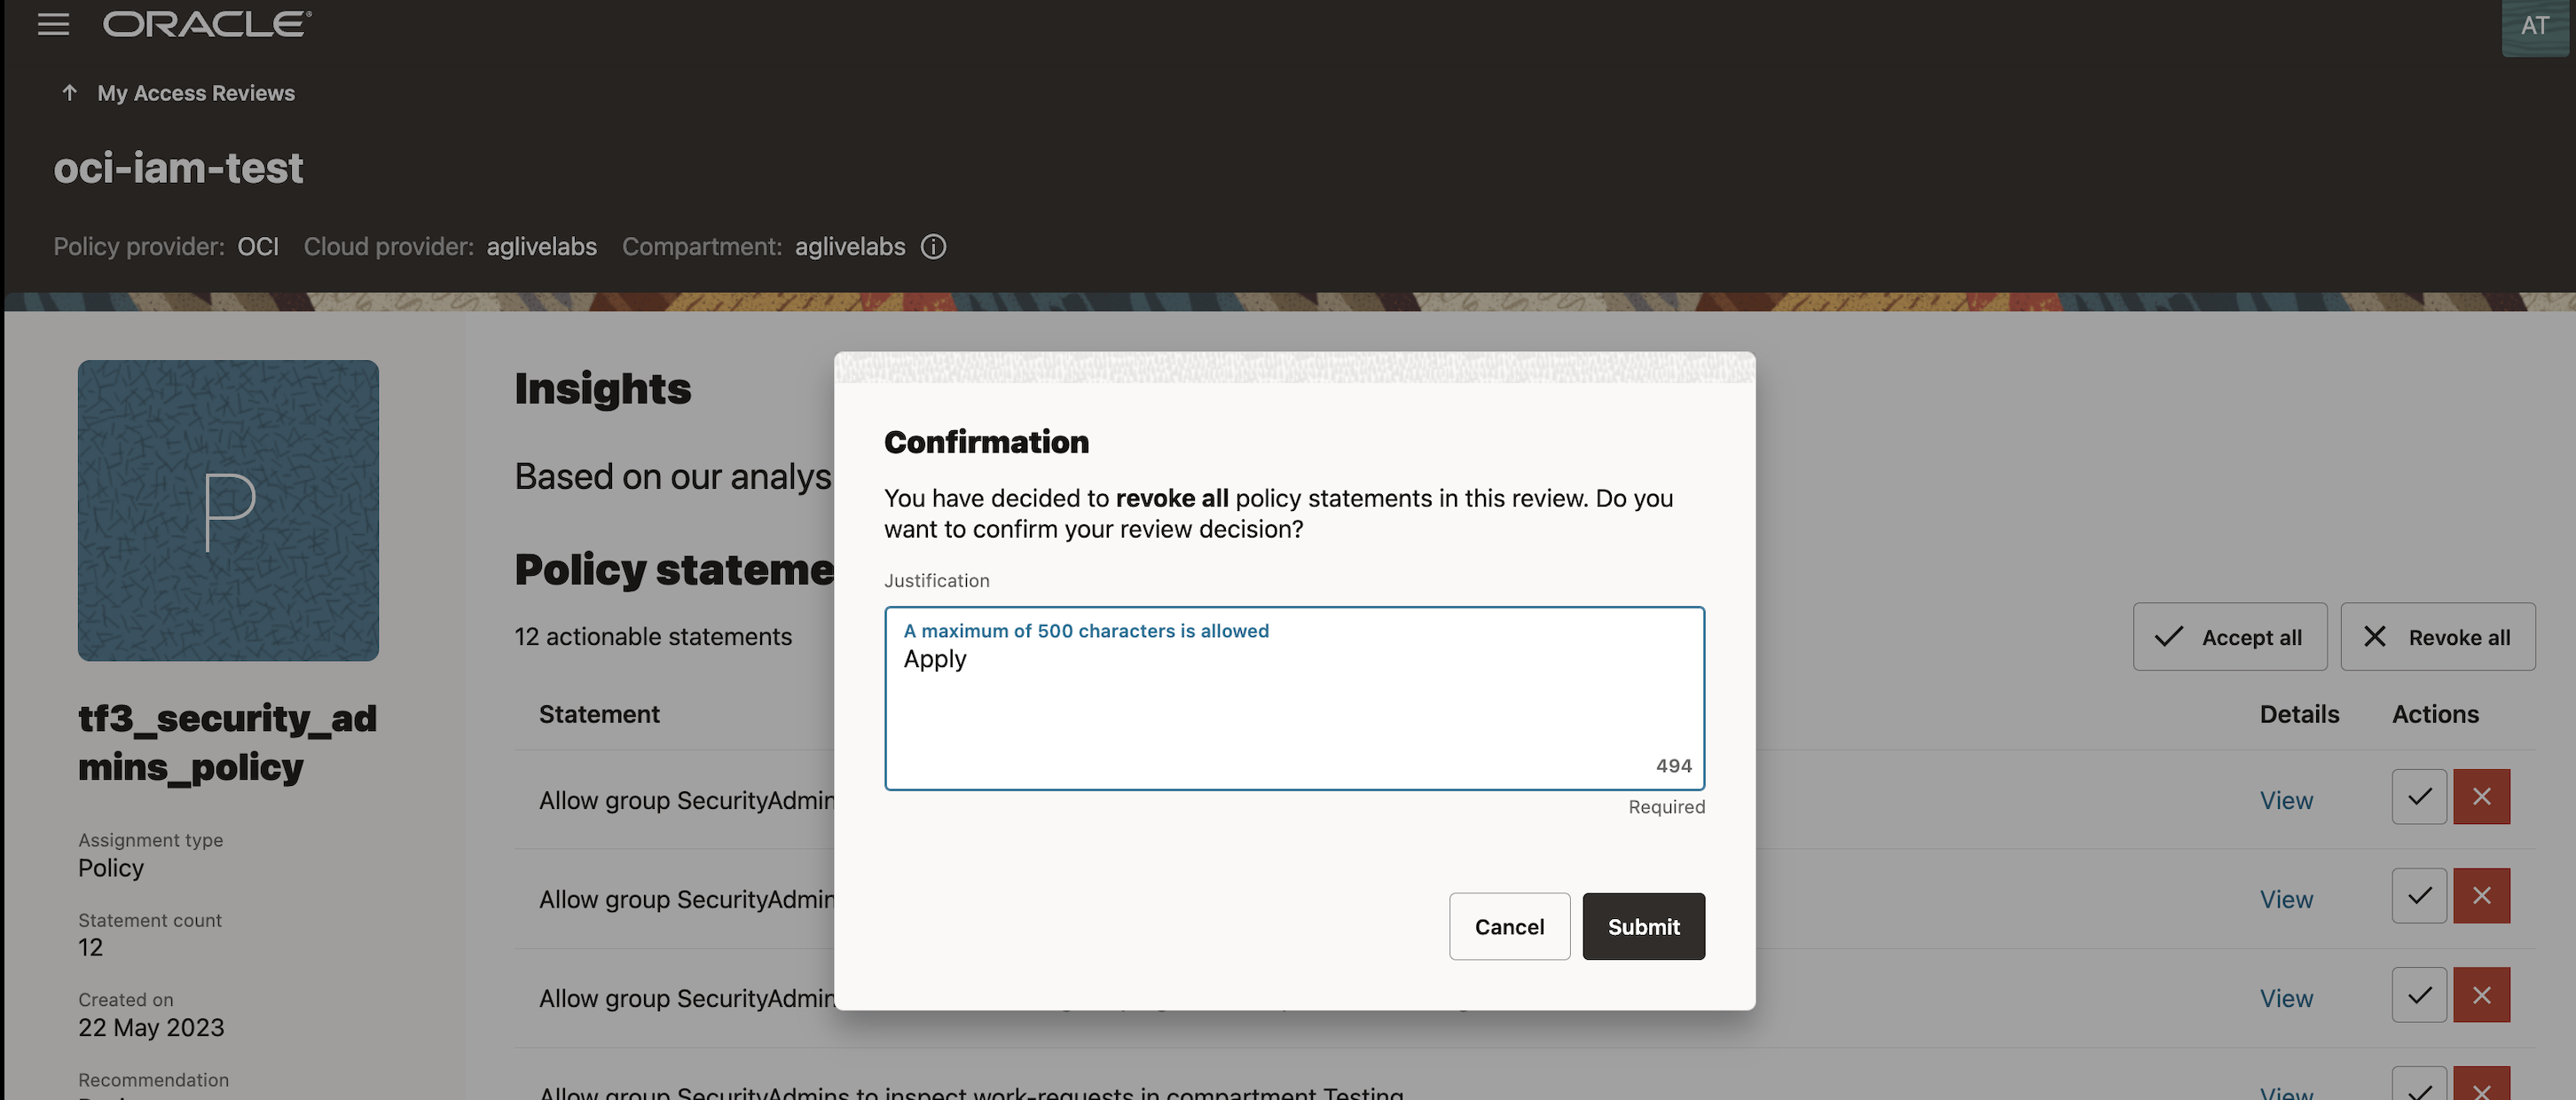 ORACLE
AT
My Access Reviews
oci-iam-test
Policy provider: OCI Cloud provider: aglivelabs Compartment: aglivelabs
P
tf3_security_ad
mins_policy
Assignment type
Policy
Statement count
12
Created on
22 May 2023
Recommendation
Insights
Based on our analys
Policy stateme
12 actionable statements
Accept all
Revoke all
Statement
Details
Actions
Allow group SecurityAdmin
View
Allow group SecurityAdmin
View
Allow group SecurityAdmin
View
Allow group SecurityAdmins to inspect work-requests in compartment Testing
View
Confirmation
You have decided to revoke all policy statements in this review. Do you
want to confirm your review decision?
Justification
A maximum of 500 characters is allowed
Apply
494
Required
Cancel
Submit